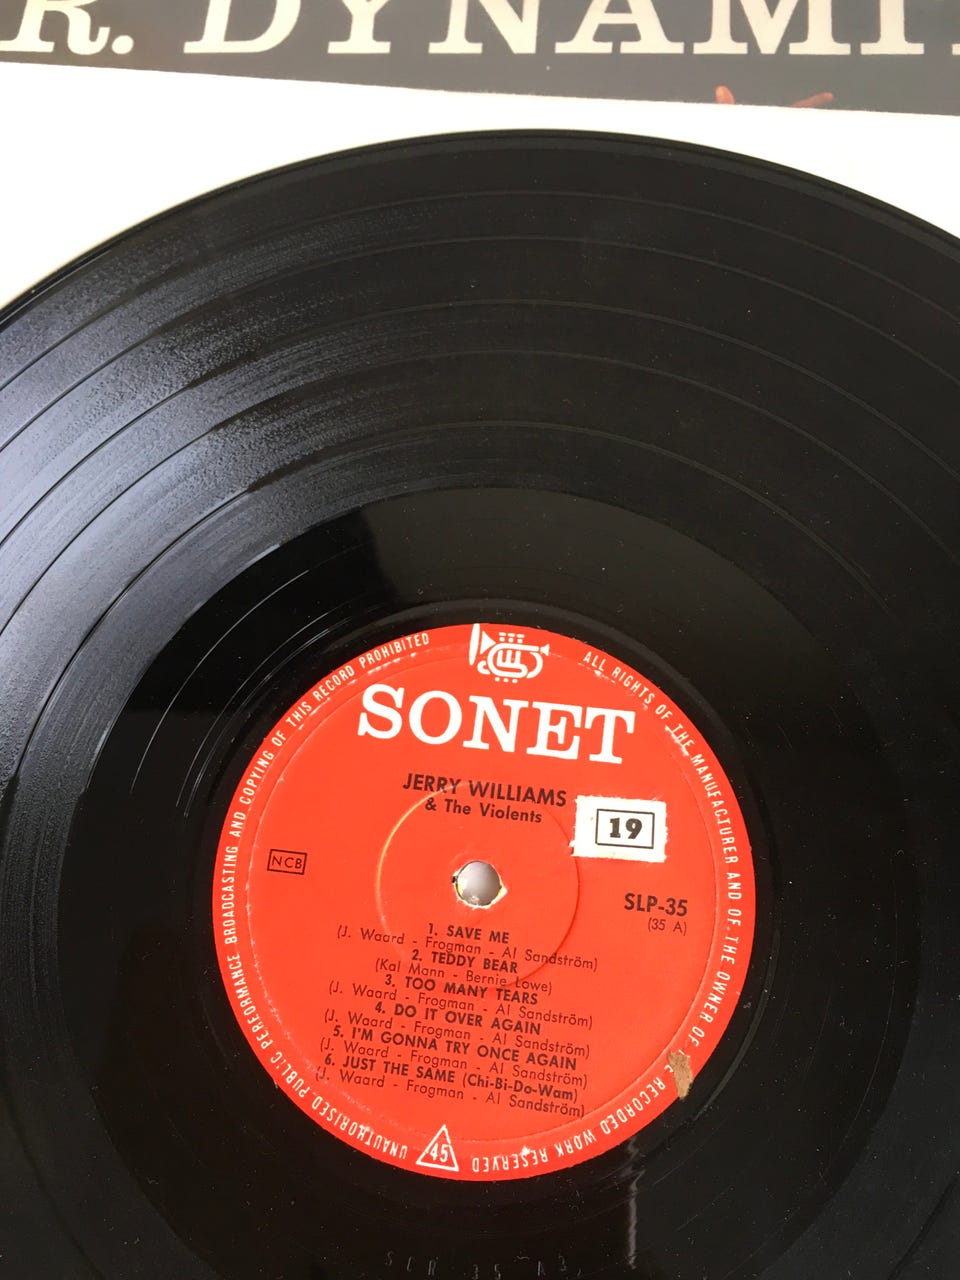 R. DYNAMI
SONET
JERRY WILLIAMS
& The Violents
19
NCB
SLP-35
(35 A)
1. SAVE ME
(J. Waard - Frogman - Al Sandström)
2. TEDDY BEAR
(Kal Mann - Bernie Lowe)
3. TOO MANY TEARS
(J. Waard - Frogman - Al Sandström)
4. DO IT OVER AGAIN
(J. Waard - Frogman - Al Sandström)
5. I'M GONNA TRY ONCE AGAIN
(J. Waard - Frogman - Al Sandström)
6. JUST THE SAME (Chi-Bi-Do-Wam)
(J. Waard - Frogman - Al Sandström)
45
ALL RIGHTS OF THE MANUFACTURER AND OF THE OWNER OF THE RECORDED WORK RESERVED
UNAUTHORISED PUBLIC PERFORMANCE BROADCASTING AND COPYING OF THIS RECORD PROHIBITED
35